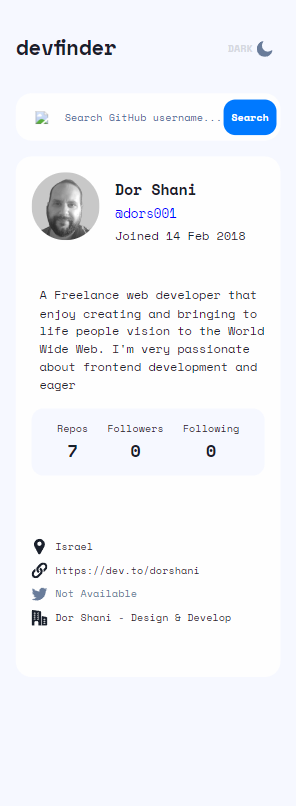 devfinder
DARK
Search GitHub username...
Search
Dor Shani
@dors001
Joined 14 Feb 2018
A Freelance web developer that
enjoy creating and bringing to
life people vision to the World
Wide Web. I'm very passionate
about frontend development and
eager
Repos Followers Following
7 0 0
Israel
https://dev.to/dorshani
Not Available
Dor Shani - Design & Develop